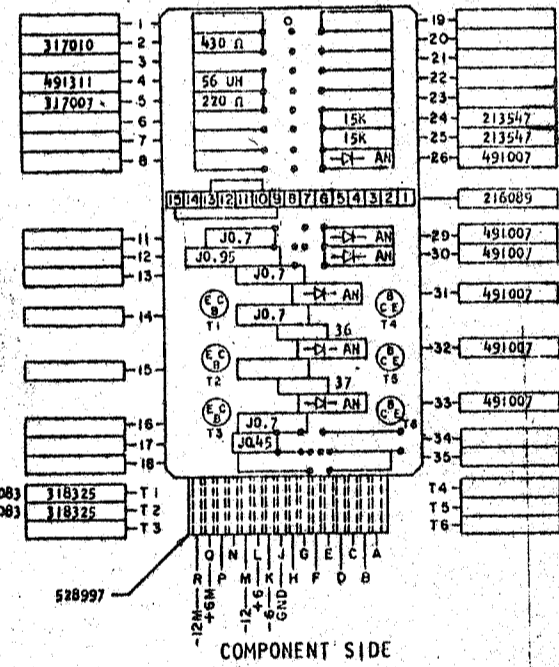 1
317010 2 430 Ω
3
491311 4 56 UH
317007 5 220 Ω
6
7
8
19
20
21
22
23
15K 24 213547
15K 25 213547
AN 26 491007
15 14 13 12 11 10 9 8 7 6 5 4 3 2 1 216089
11 J0.7
12 J0.95
13 J0.7
14 J0.7
15
16 J0.7
17 J0.45
18
AN 29 491007
AN 30 491007
AN 31 491007
36
AN 32 491007
37
AN 33 491007
34
35
E C B T1
E C B T2
E C B T3
B C E T4
B C E T5
B C E T6
083 318325 T1
083 318325 T2
T3
T4
T5
T6
528997
R Q P N M L K J H G F E D C B A
-12M
+6M
-12
+6
-6
GND
COMPONENT SIDE